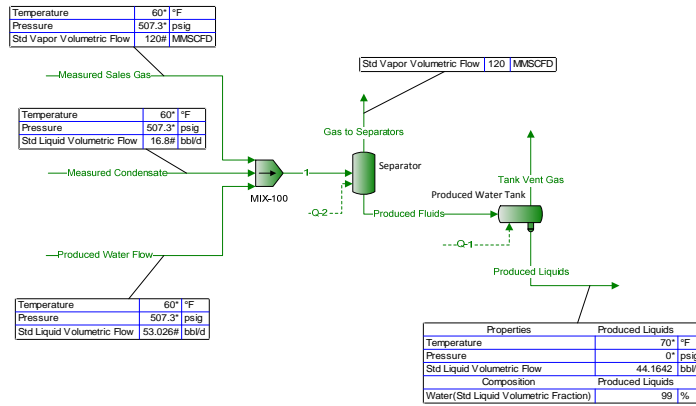 Temperature 60* °F
Pressure 507.3* psig
Std Vapor Volumetric Flow 120# MMSCFD
Measured Sales Gas
Std Vapor Volumetric Flow 120 MMSCFD
Temperature 60* °F
Pressure 507.3* psig
Std Liquid Volumetric Flow 16.8# bbl/d
Gas to Separators
Measured Condensate
1
Separator
MIX-100
Tank Vent Gas
Produced Water Tank
Q-2
Produced Fluids
Q-1
Produced Water Flow
Produced Liquids
Temperature 60* °F
Pressure 507.3* psig
Std Liquid Volumetric Flow 53.026# bbl/d
Properties Produced Liquids
Temperature 70* °F
Pressure 0* psig
Std Liquid Volumetric Flow 44.1642
Composition Produced Liquids
Water(Std Liquid Volumetric Fraction) 99 %